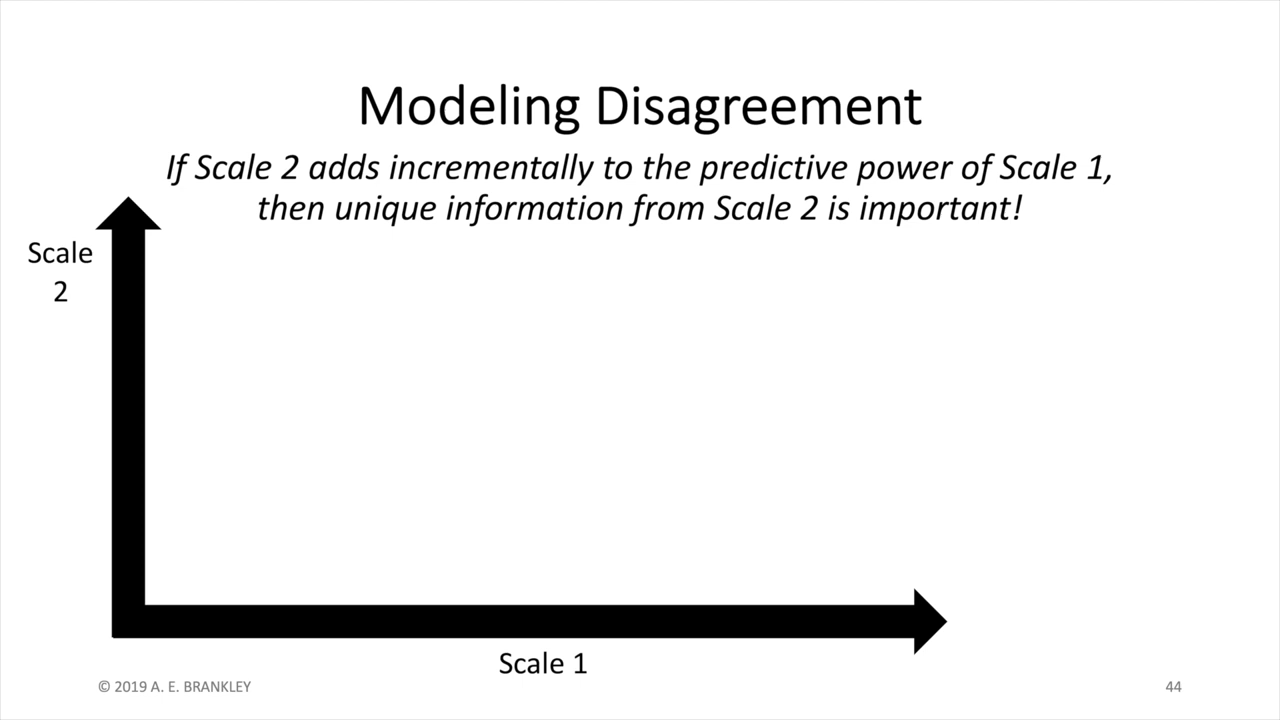 Modeling Disagreement
If Scale 2 adds incrementally to the predictive power of Scale 1,
then unique information from Scale 2 is important!
Scale
2
Scale 1
© 2019 A. E. BRANKLEY
44